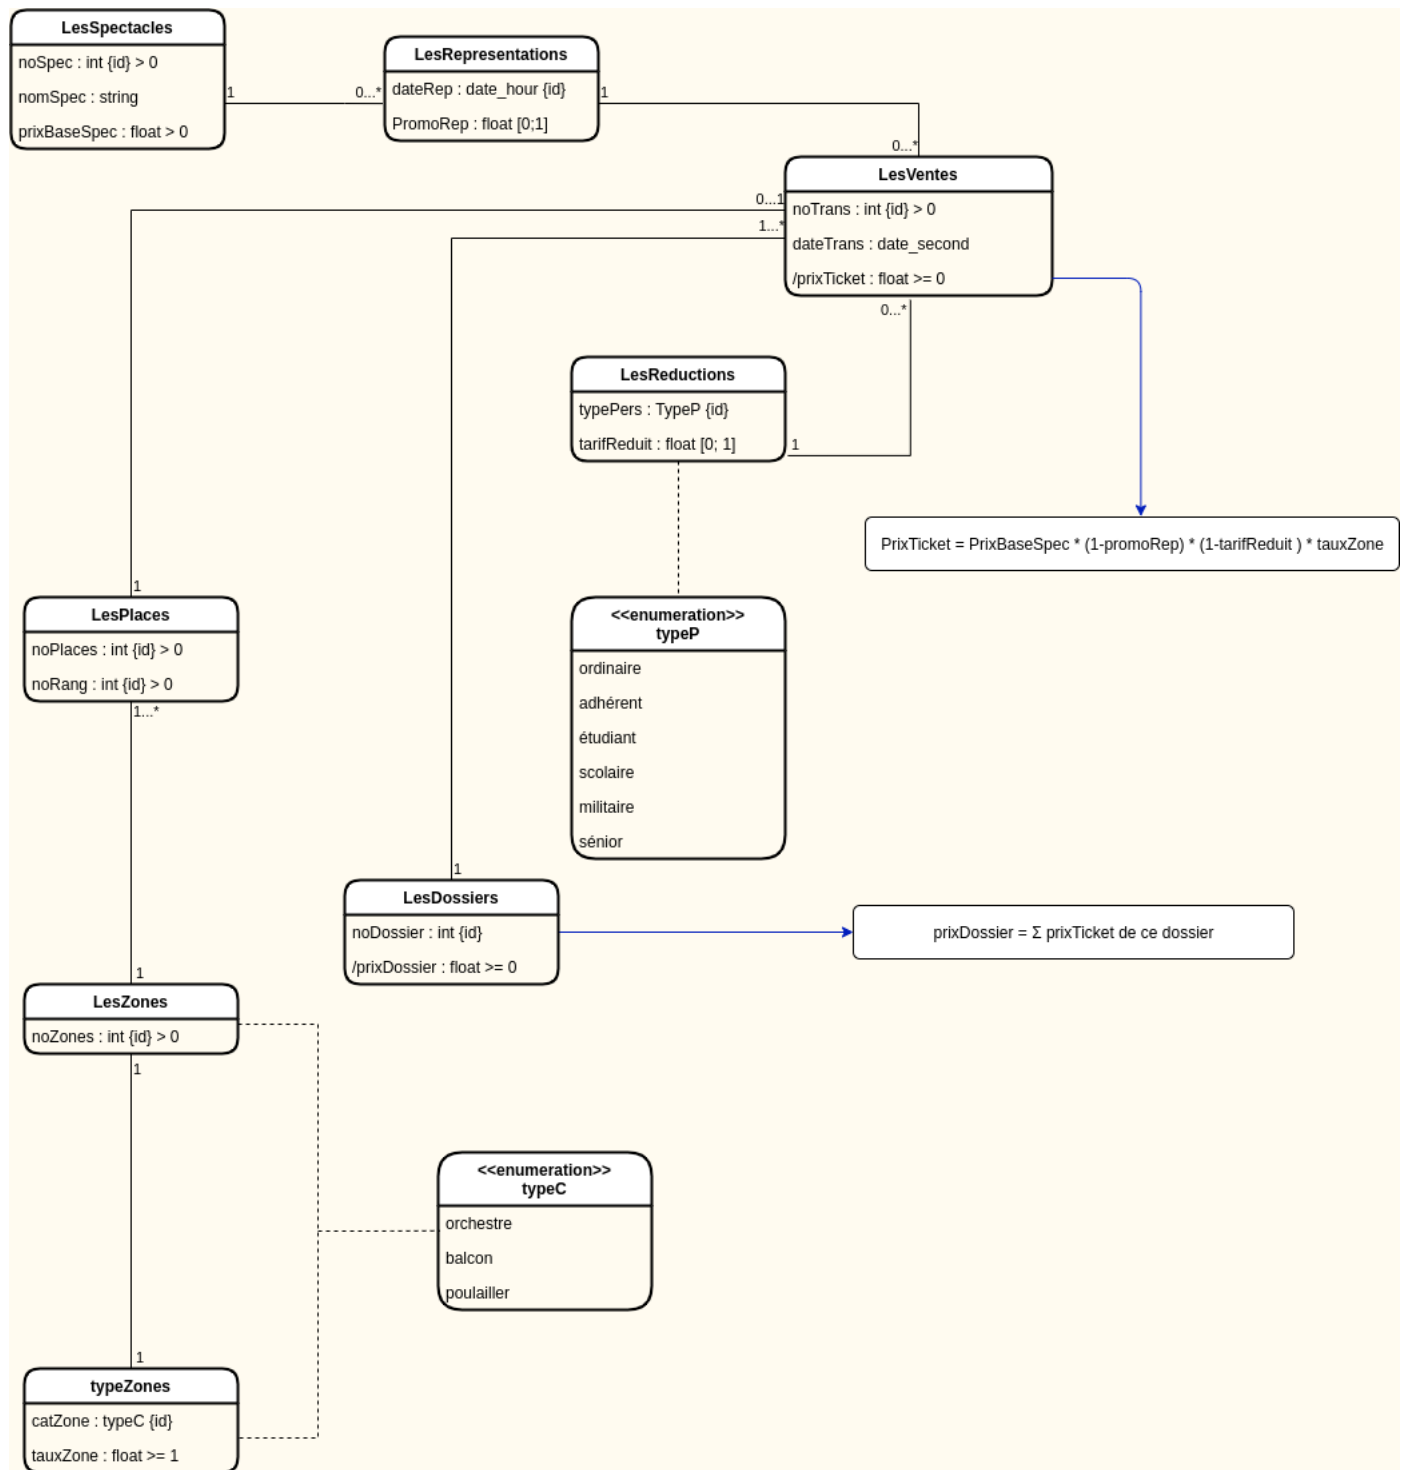 LesSpectacles
noSpec : int {id} > 0
nomSpec : string
prixBaseSpec : float > 0
1
0...*
LesRepresentations
dateRep : date_hour {id}
PromoRep : float [0;1]
1
0...*
LesVentes
noTrans : int {id} > 0
dateTrans : date_second
/prixTicket : float >= 0
0...1
1...*
0...*
LesReductions
typePers : TypeP {id}
tarifReduit : float [0; 1]
1
PrixTicket = PrixBaseSpec * (1-promoRep) * (1-tarifReduit ) * tauxZone
1
LesPlaces
noPlaces : int {id} > 0
noRang : int {id} > 0
1...*
<<enumeration>>
typeP
ordinaire
adhérent
étudiant
scolaire
militaire
sénior
1
LesDossiers
noDossier : int {id}
/prixDossier : float >= 0
prixDossier = Σ prixTicket de ce dossier
1
LesZones
noZones : int {id} > 0
1
<<enumeration>>
typeC
orchestre
balcon
poulailler
1
typeZones
catZone : typeC {id}
tauxZone : float >= 1